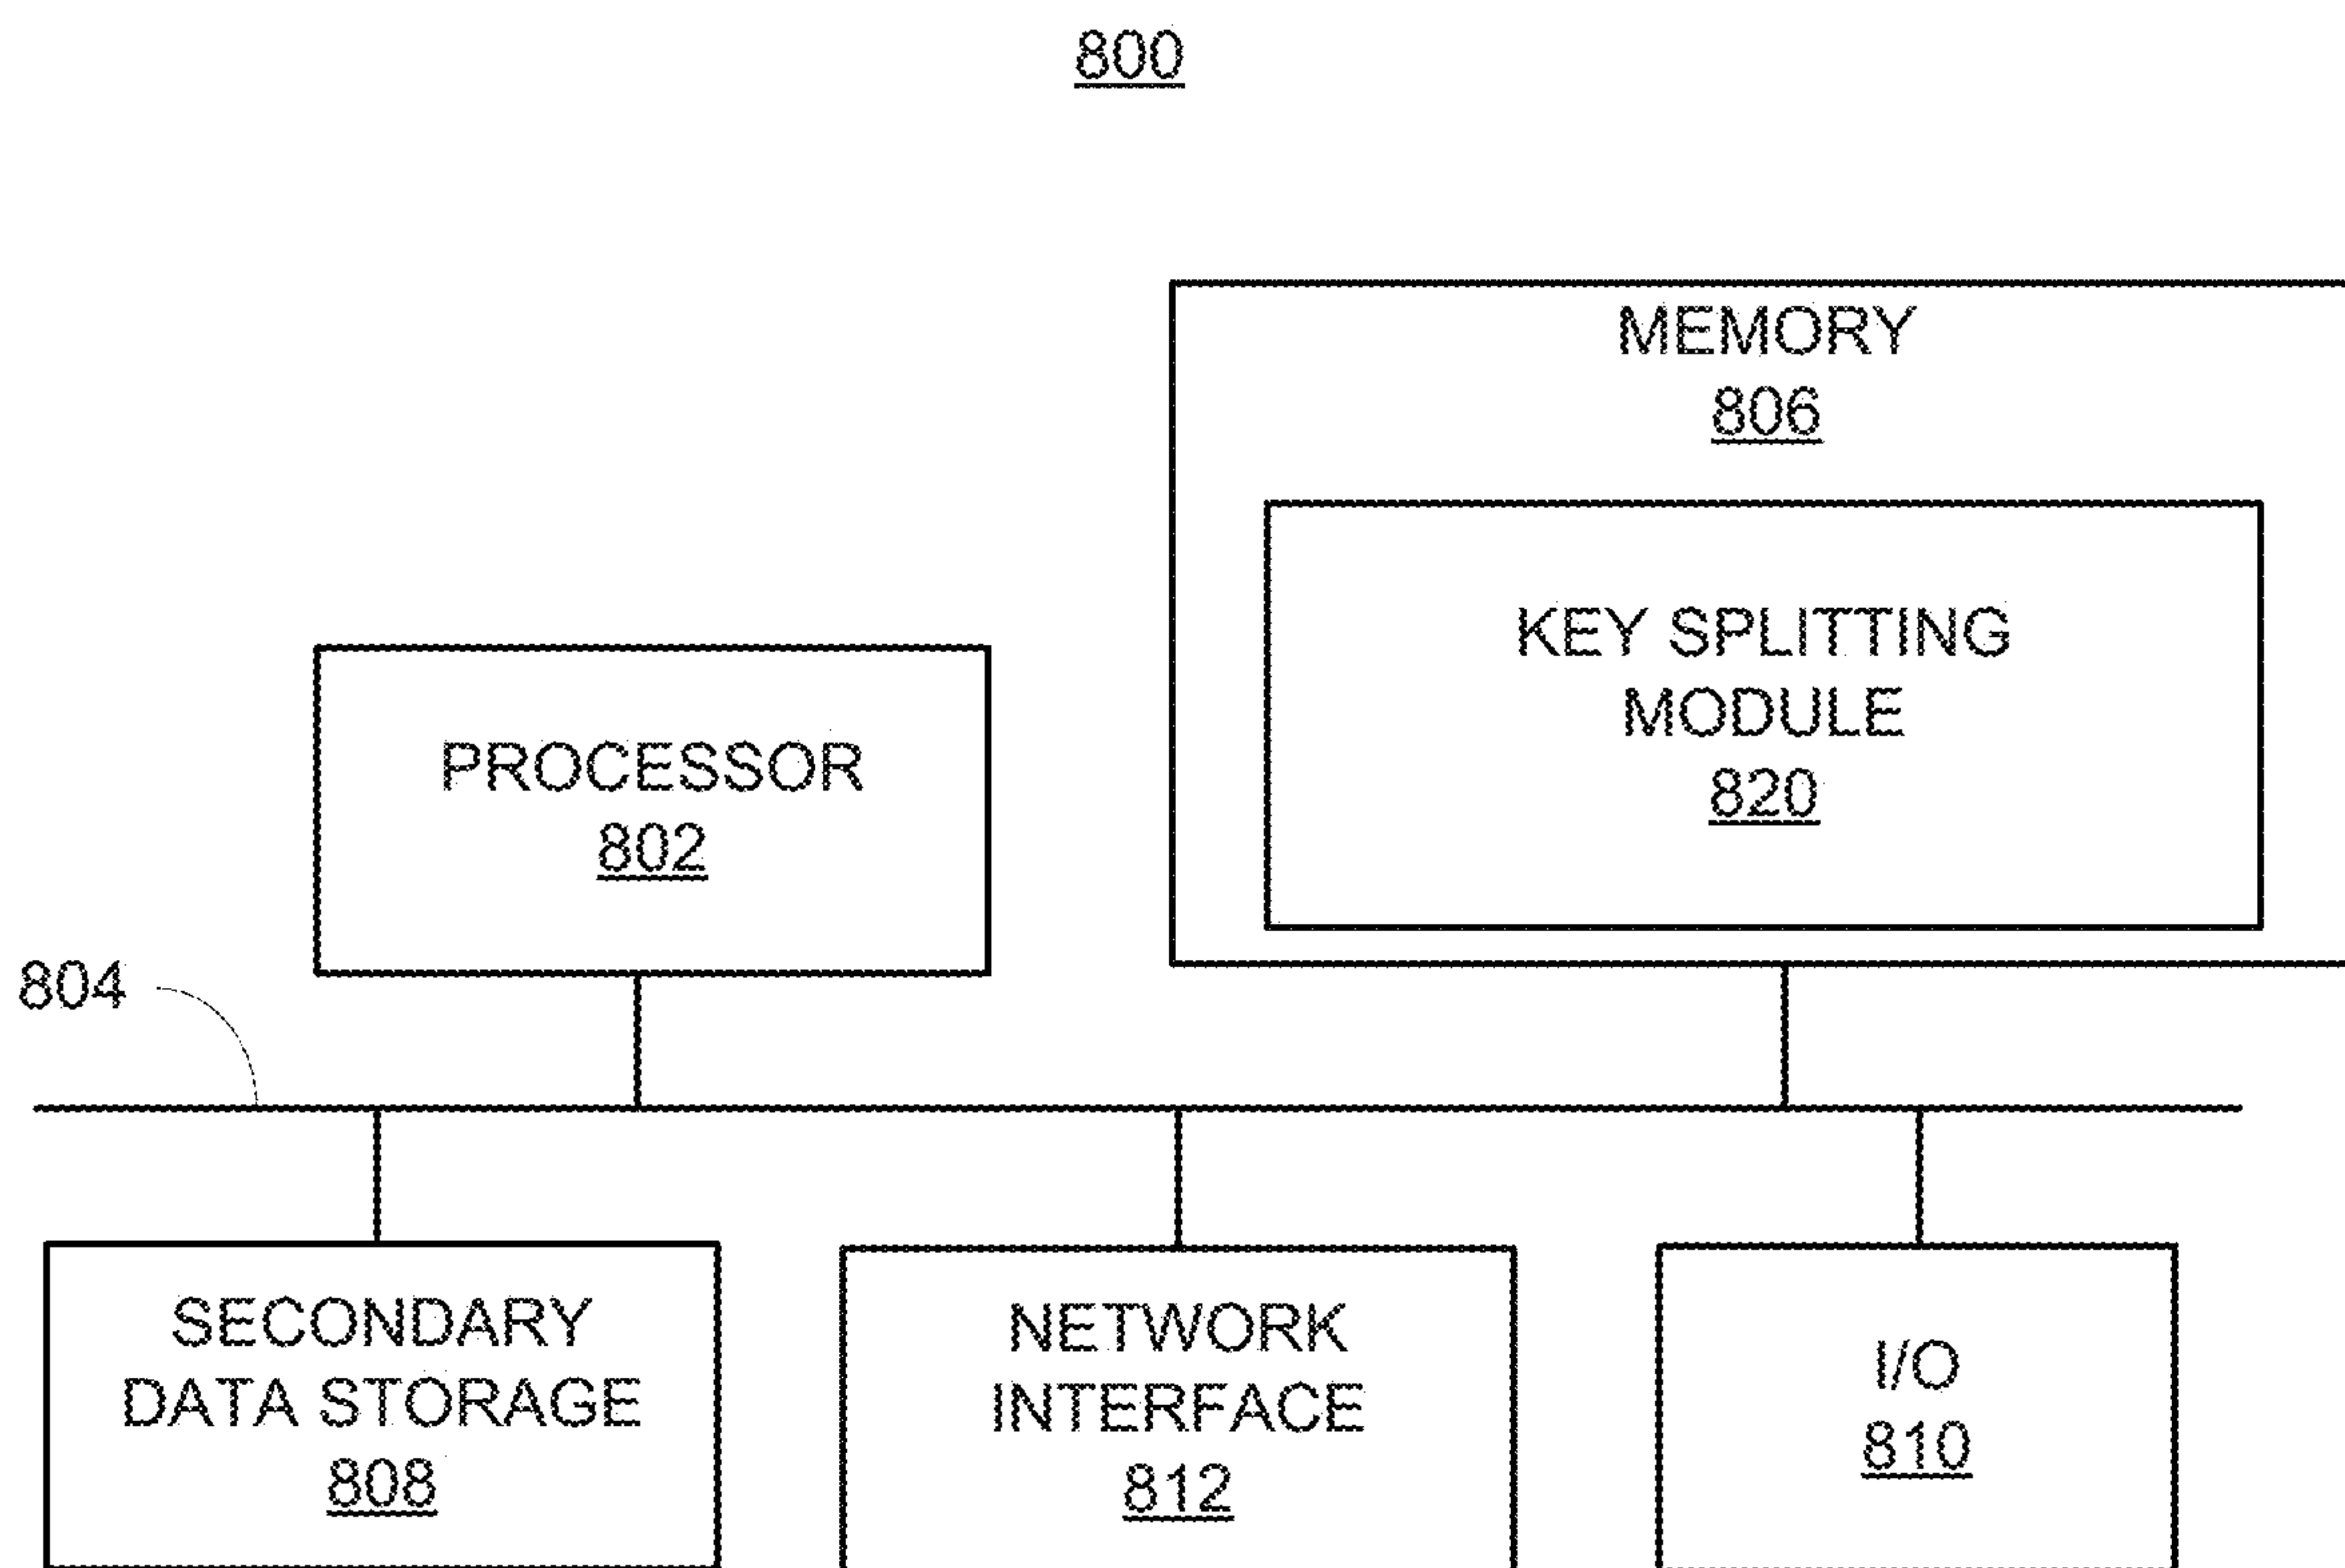 800
MEMORY
806
KEY SPLITTING
MODULE
820
PROCESSOR
802
804
SECONDARY
DATA STORAGE
808
NETWORK
INTERFACE
812
I/O
810